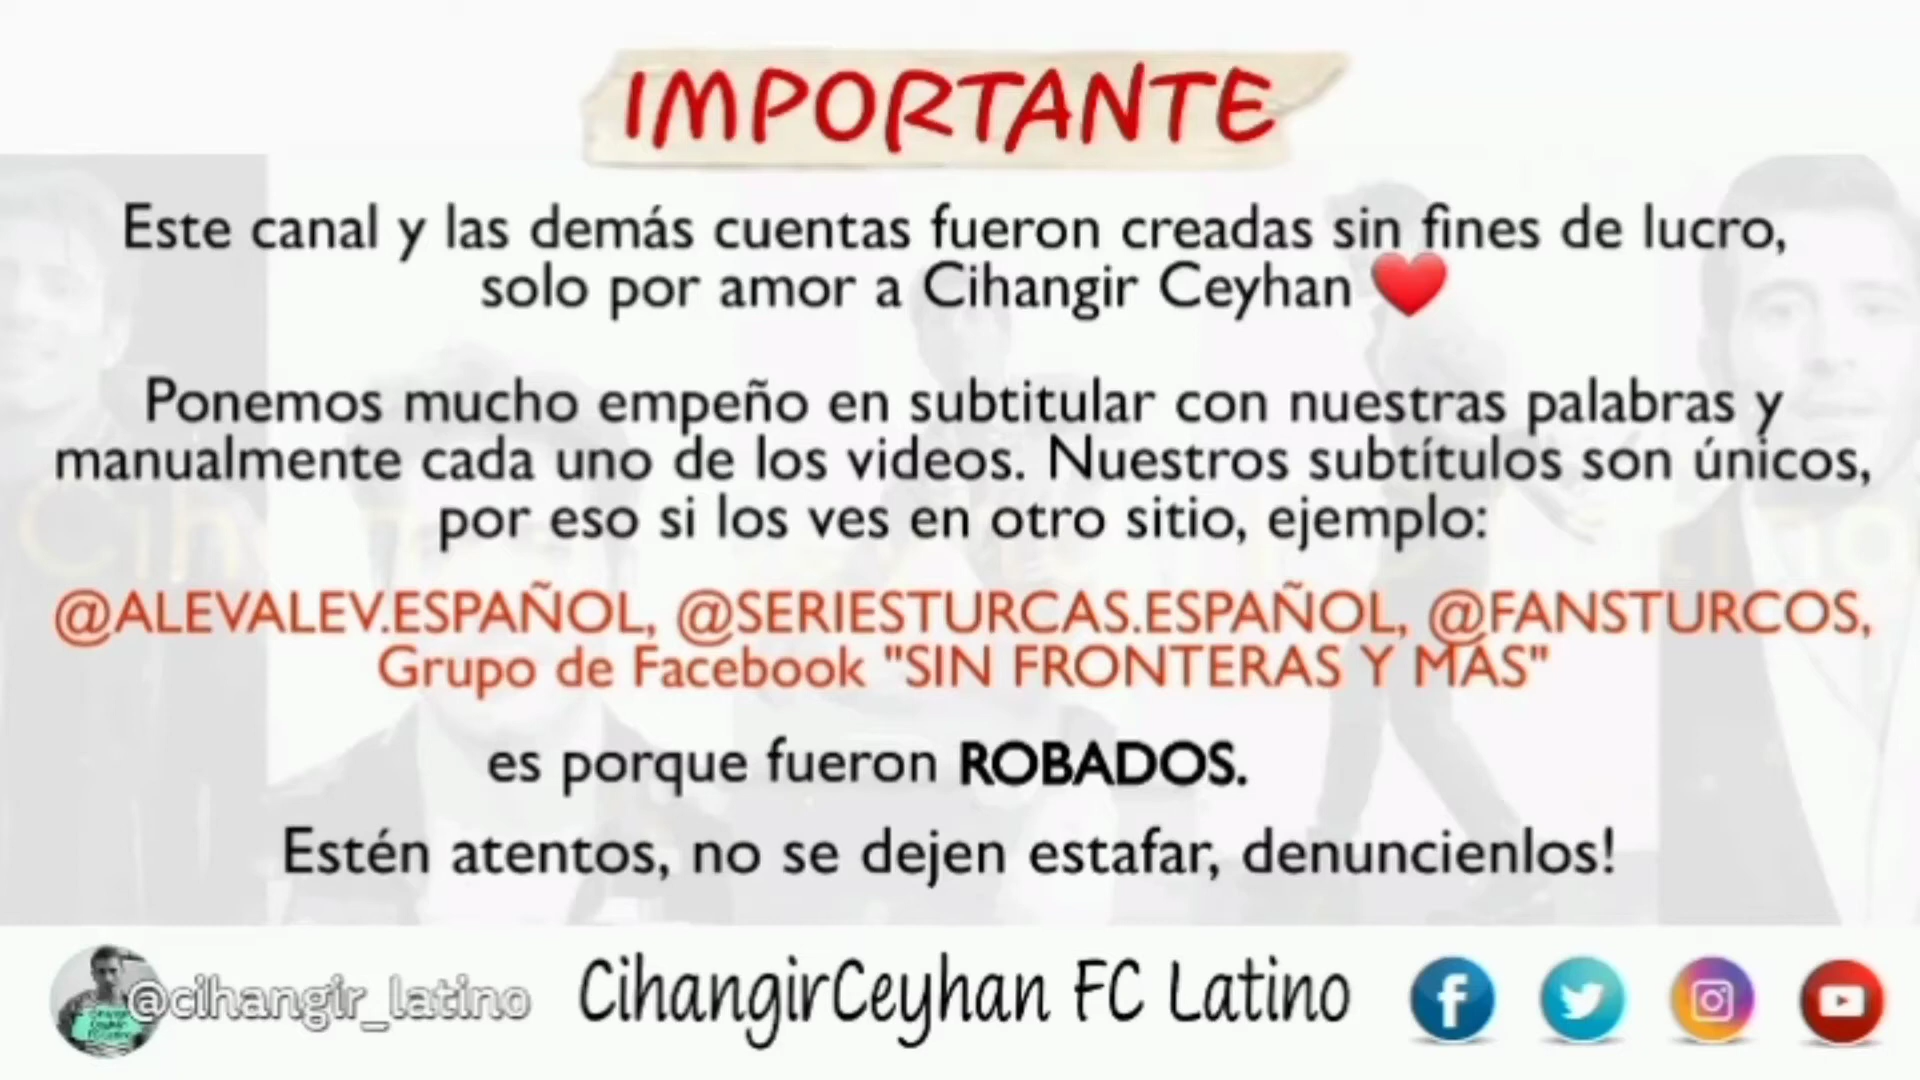 IMPORTANTE
Este canal y las demás cuentas fueron creadas sin fines de lucro,
solo por amor a Cihangir Ceyhan ❤️
Ponemos mucho empeño en subtitular con nuestras palabras y
manualmente cada uno de los videos. Nuestros subtítulos son únicos,
por eso si los ves en otro sitio, ejemplo:
@ALEVALEV.ESPAÑOL, @SERIESTURCAS.ESPAÑOL, @FANSTURCOS,
Grupo de Facebook "SIN FRONTERAS Y MÁS"
es porque fueron ROBADOS.
Estén atentos, no se dejen estafar, denuncienlos!
@cihangir_latino
CihangirCeyhan FC Latino